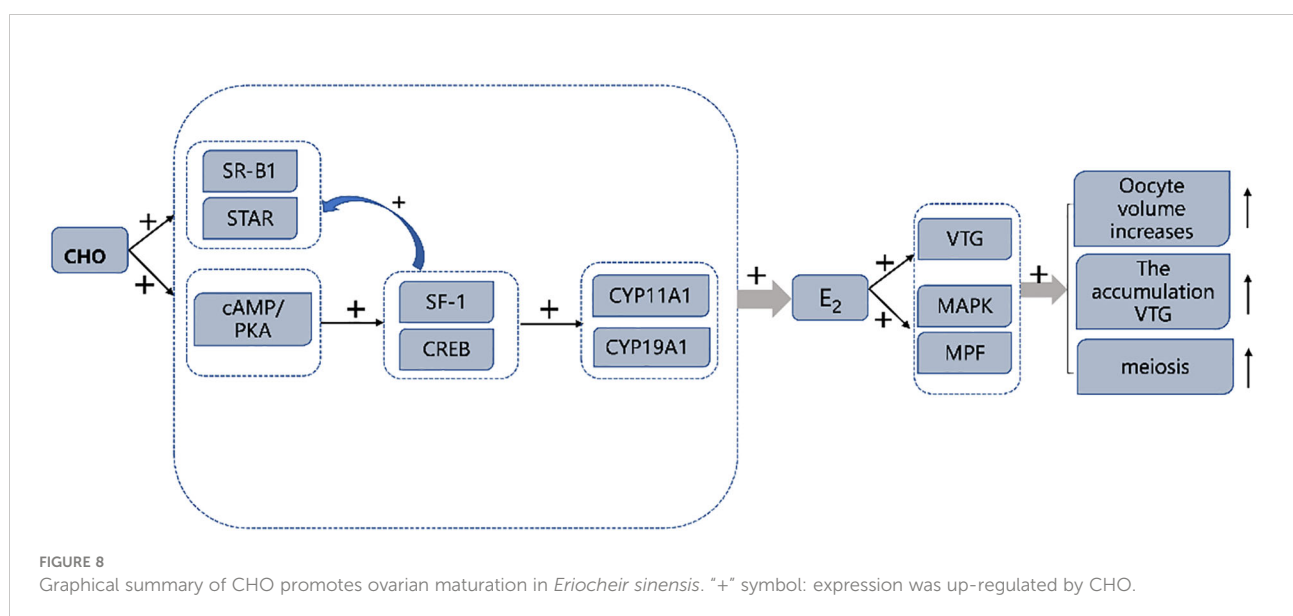 CHO
+
+
SR-B1
STAR
+
cAMP/
PKA
+
SF-1
CREB
+
CYP11A1
CYP19A1
+
E₂
+
+
VTG
MAPK
MPF
+
Oocyte
volume
increases
↑
The
accumulation
VTG
↑
meiosis
↑
FIGURE 8
Graphical summary of CHO promotes ovarian maturation in Eriocheir sinensis. “+” symbol: expression was up-regulated by CHO.